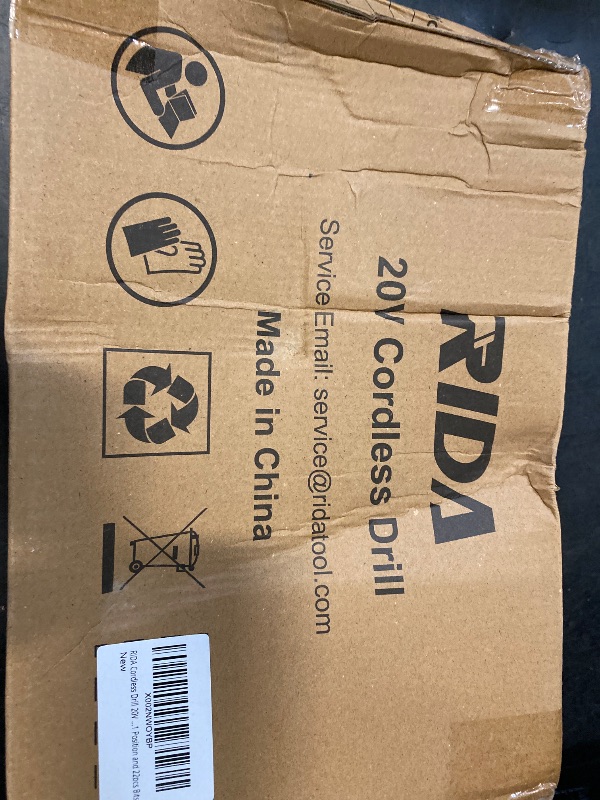 RIDA
20V Cordless Drill
Service Email: service@ridatool.com
Made in China
X002NWOYBP
RIDA Cordless Drill 20V ...1 Position and 22pcs Bits
New